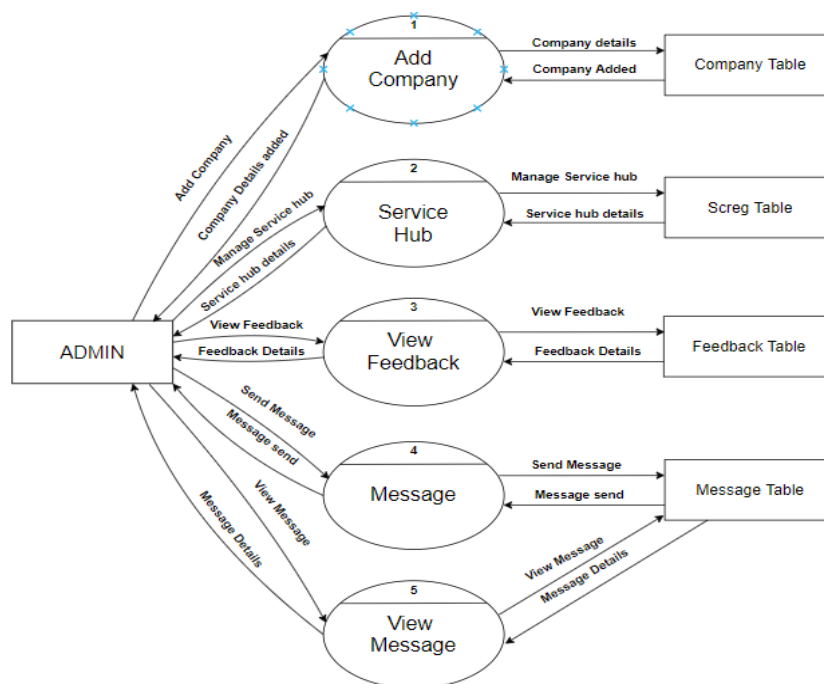 1
Add
Company
Company details
Company Added
Company Table
Add Company
Company Details added
2
Service
Hub
Manage Service hub
Service hub details
Screg Table
Manage Service hub
Service hub details
ADMIN
View Feedback
Feedback Details
3
View
Feedback
View Feedback
Feedback Details
Feedback Table
Send Message
Message send
4
Message
Send Message
Message send
Message Table
View Message
Message Details
5
View
Message
View Message
Message Details